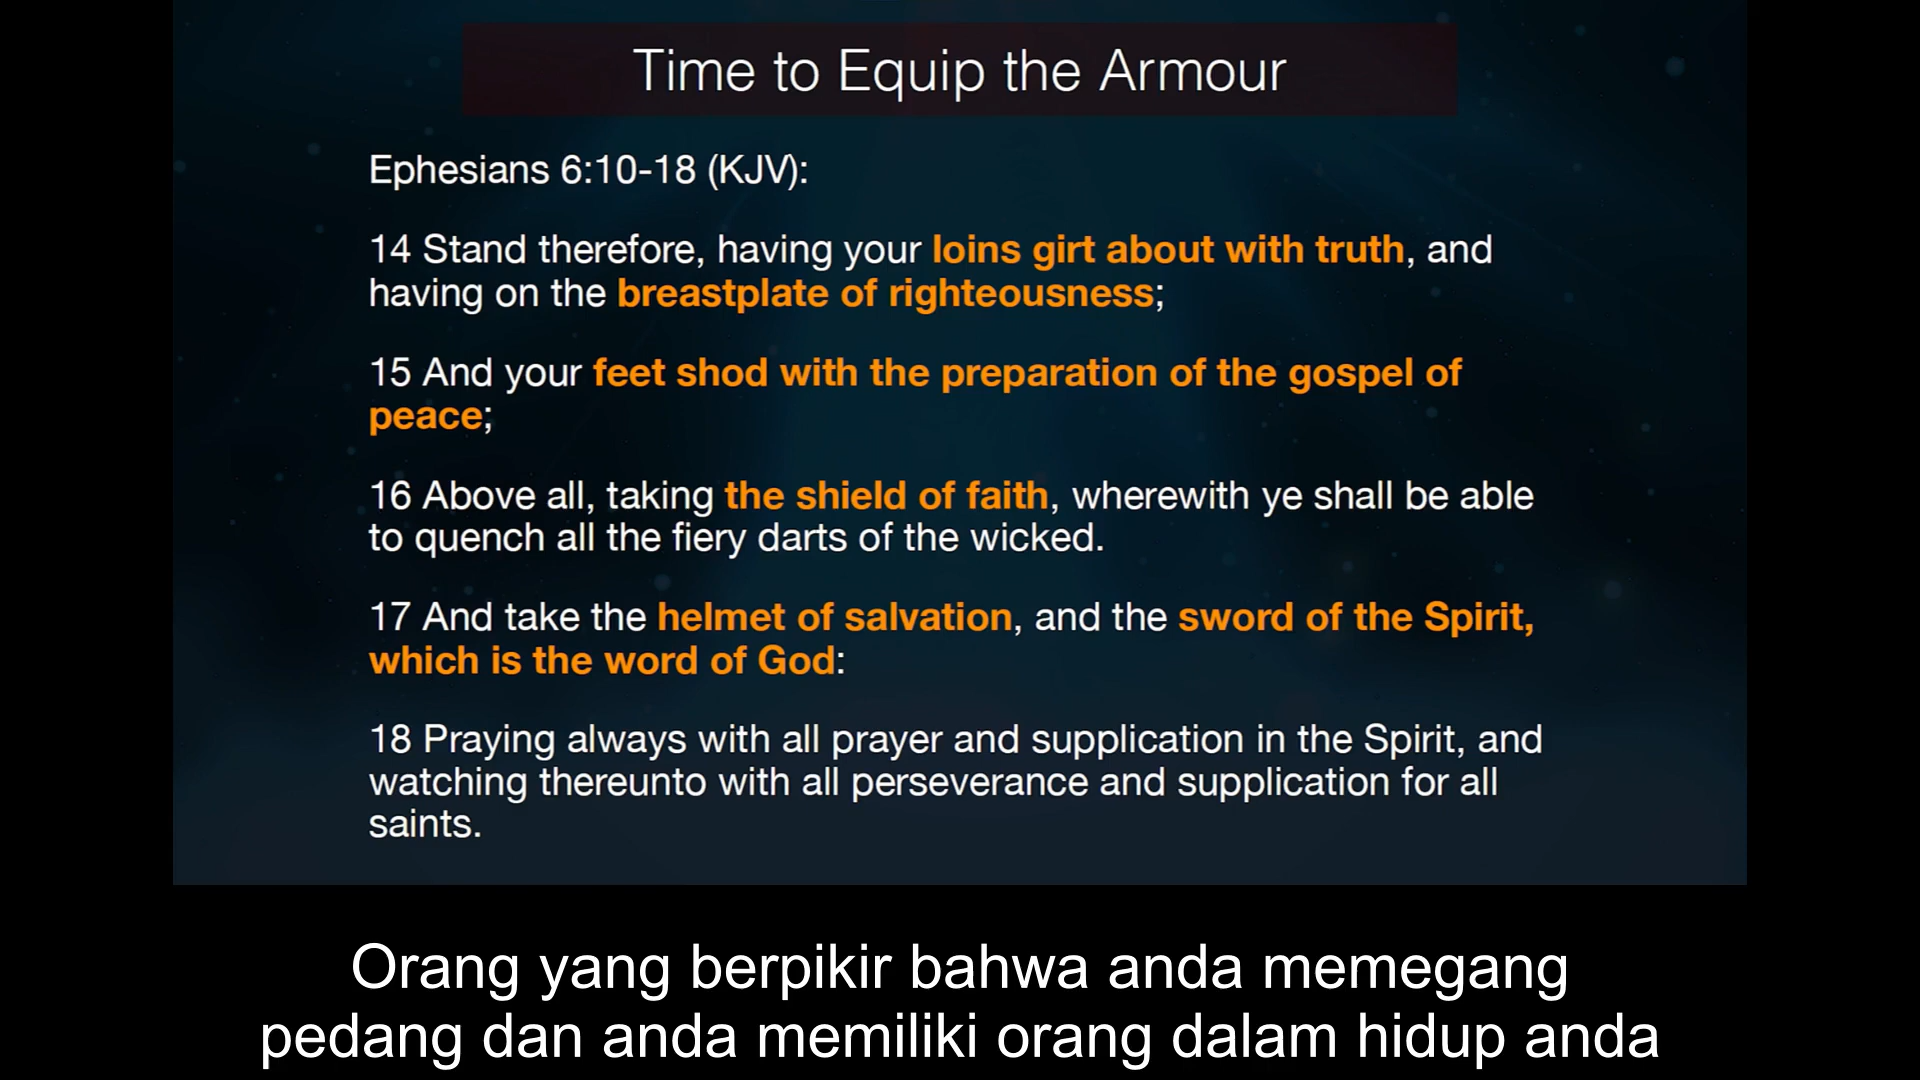 Time to Equip the Armour
Ephesians 6:10-18 (KJV):
14 Stand therefore, having your loins girt about with truth, and
having on the breastplate of righteousness;
15 And your feet shod with the preparation of the gospel of
peace;
16 Above all, taking the shield of faith, wherewith ye shall be able
to quench all the fiery darts of the wicked.
17 And take the helmet of salvation, and the sword of the Spirit,
which is the word of God:
18 Praying always with all prayer and supplication in the Spirit, and
watching thereunto with all perseverance and supplication for all
saints.
Orang yang berpikir bahwa anda memegang
pedang dan anda memiliki orang dalam hidup anda